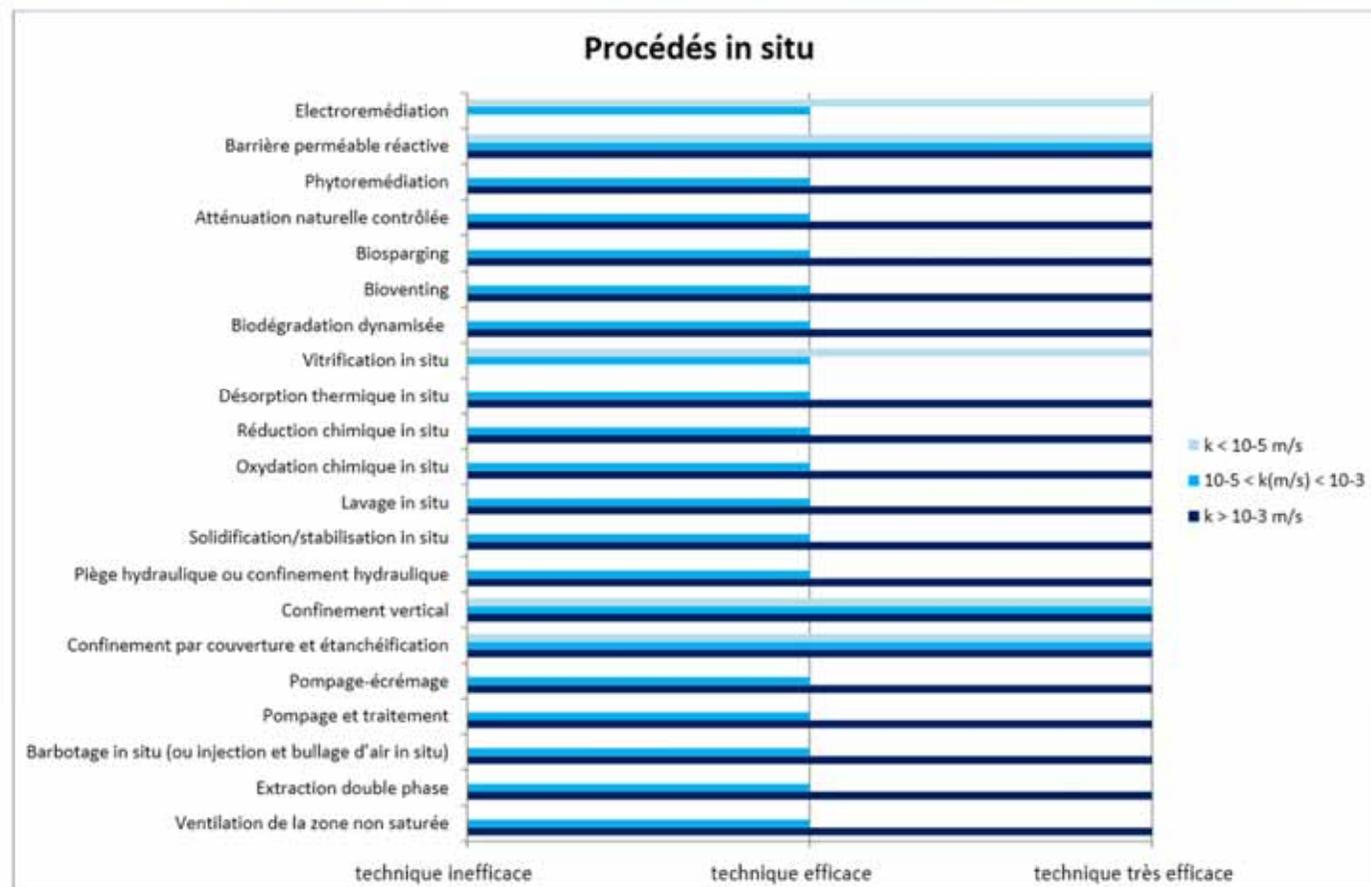 Procédés in situ
Electroremédiation
Barrière perméable réactive
Phytoremédiation
Atténuation naturelle contrôlée
Biosparging
Bioventing
Biodégradation dynamisée
Vitrification in situ
Désorption thermique in situ
Réduction chimique in situ
Oxydation chimique in situ
Lavage in situ
Solidification/stabilisation in situ
Piège hydraulique ou confinement hydraulique
Confinement vertical
Confinement par couverture et étanchéification
Pompage-écrémage
Pompage et traitement
Barbotage in situ (ou injection et bullage d'air in situ)
Extraction double phase
Ventilation de la zone non saturée
technique inefficace
technique efficace
technique très efficace
k < 10-5 m/s
10-5 < k(m/s) < 10-3
k > 10-3 m/s